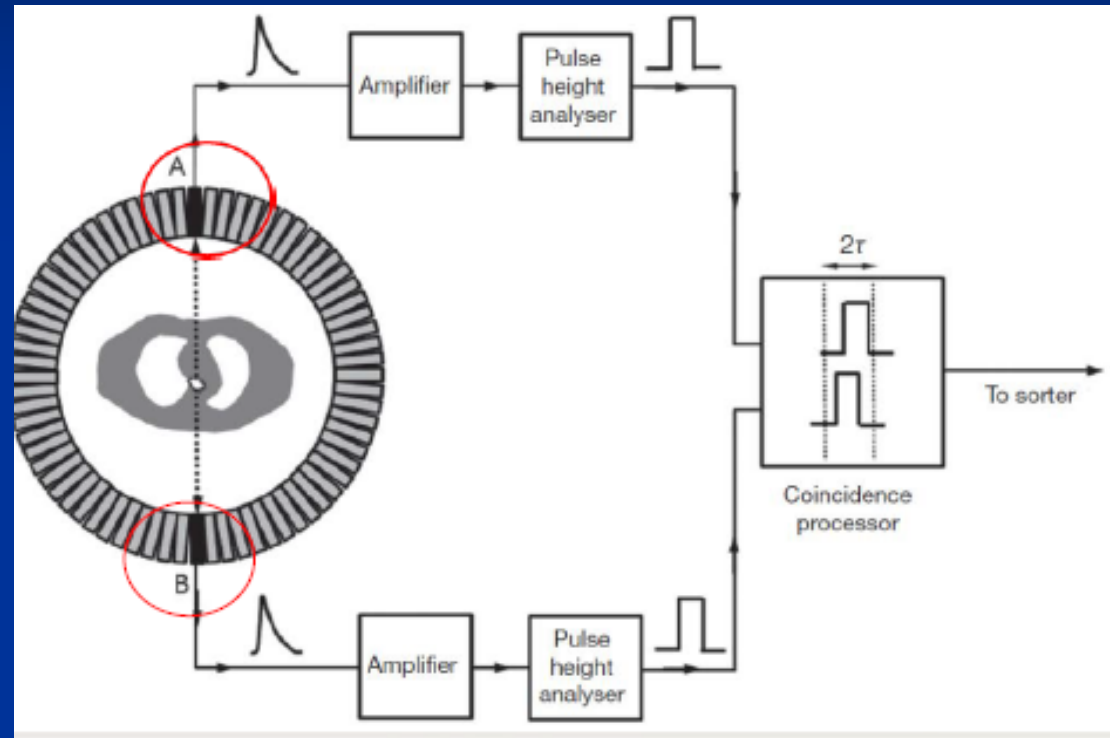 Amplifier
Pulse
height
analyser
A
2τ
To sorter
Coincidence
processor
B
Amplifier
Pulse
height
analyser